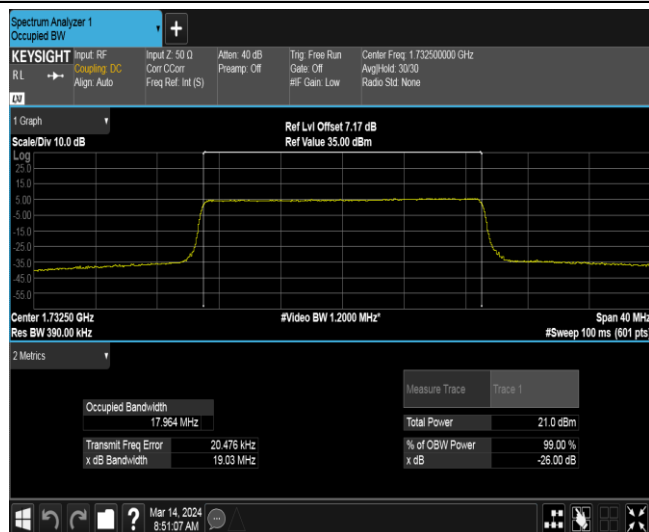 Spectrum Analyzer 1
Occupied BW
+
KEYSIGHT Input: RF Input Z: 50 Ω Atten: 40 dB Trig: Free Run Center Freq: 1.732500000 GHz
RL Coupling: DC Corr CCorr Preamp: Off Gate: Off Avg|Hold: 30/30
Align: Auto Freq Ref: Int (S) #IF Gain: Low Radio Std: None
LXI
1 Graph
Ref Lvl Offset 7.17 dB
Scale/Div 10.0 dB Ref Value 35.00 dBm
Log
25.0
15.0
5.00
-5.00
-15.0
-25.0
-35.0
-45.0
-55.0
Center 1.73250 GHz #Video BW 1.2000 MHz* Span 40 MHz
Res BW 390.00 kHz #Sweep 100 ms (601 pts)
2 Metrics
Measure Trace Trace 1
Occupied Bandwidth
17.964 MHz Total Power 21.0 dBm
Transmit Freq Error 20.476 kHz % of OBW Power 99.00 %
x dB Bandwidth 19.03 MHz x dB -26.00 dB
? Mar 14, 2024
8:51:07 AM